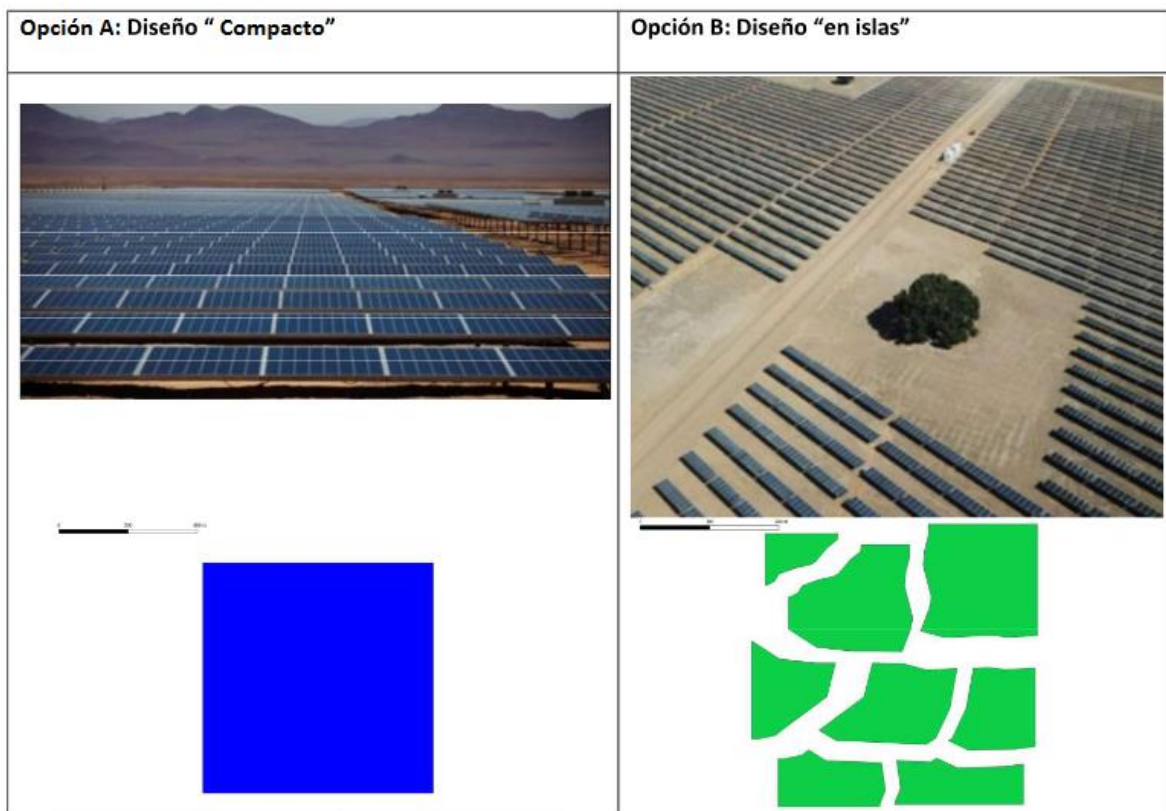 Opción A: Diseño “ Compacto”
Opción B: Diseño “en islas”